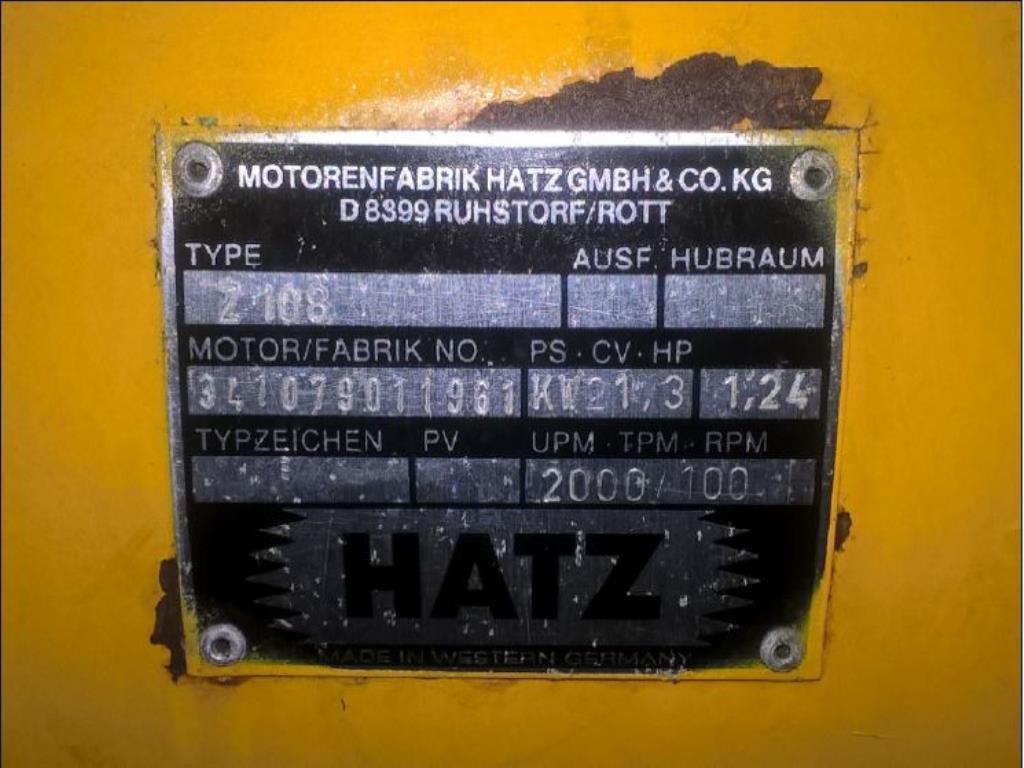 MOTORENFABRIK HATZ GMBH & CO. KG
D 8399 RUHSTORF/ROTT
TYPE AUSF. HUBRAUM
Z 108
MOTOR/FABRIK NO. PS · CV · HP
341079011961 KW21,3 1,24
TYPZEICHEN PV UPM · TPM · RPM
2000/100
HATZ
MADE IN WESTERN GERMANY